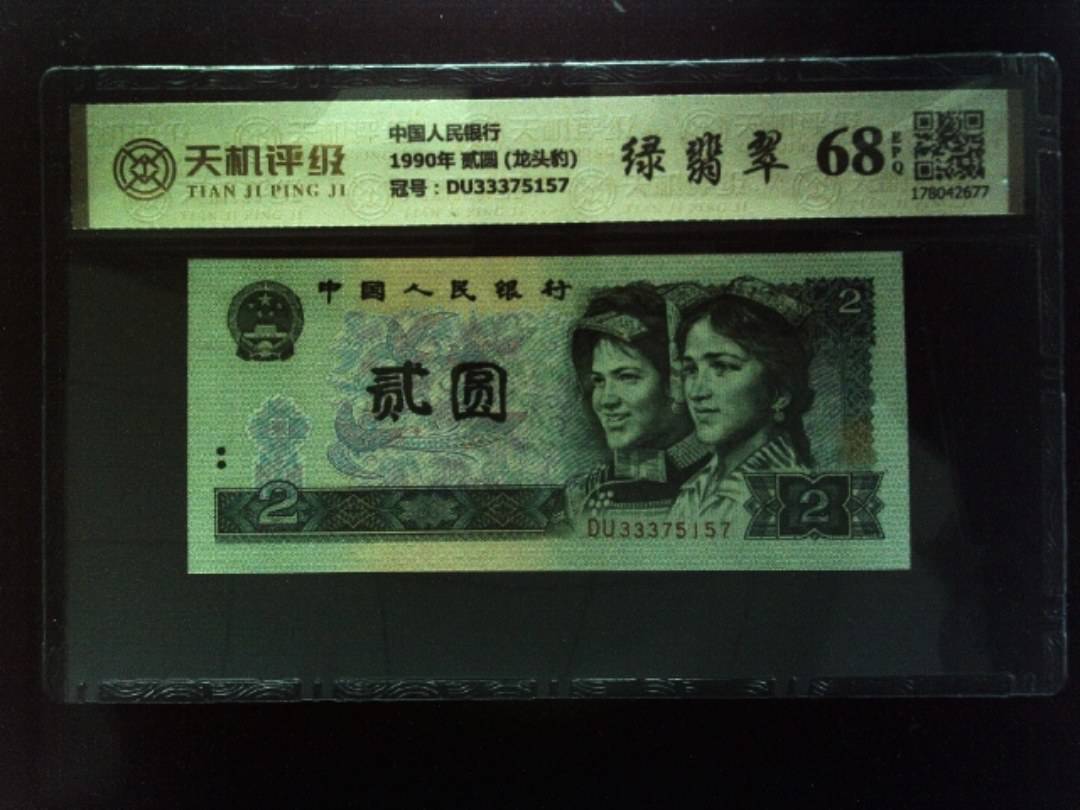 天机评级
TIAN JI PING JI
中国人民银行
1990年 贰圆 (龙头豹)
冠号：DU33375157
绿翡翠
68
EPQ
178042677
中国人民银行
2
贰圆
2
DU33375157
2